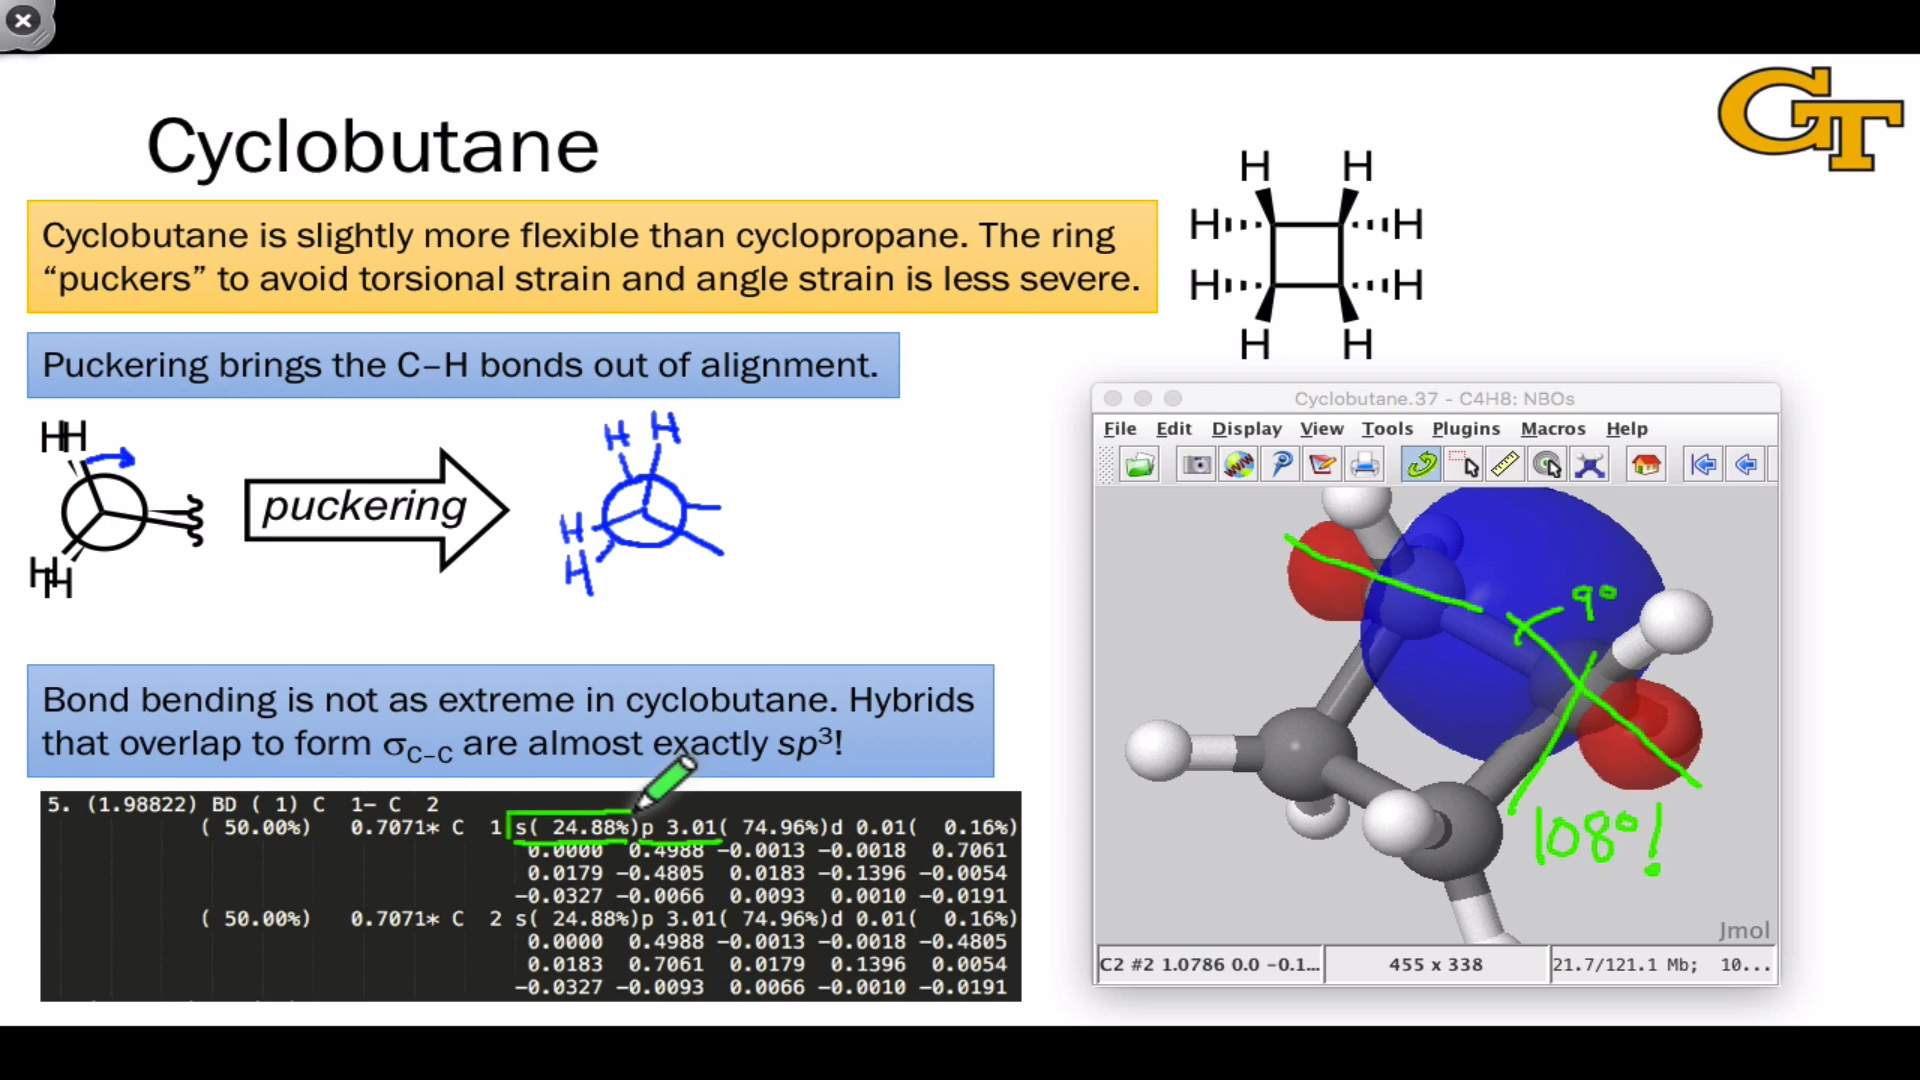 Cyclobutane
GT
Cyclobutane is slightly more flexible than cyclopropane. The ring
“puckers” to avoid torsional strain and angle strain is less severe.
H H
H H
H H
H H
Puckering brings the C–H bonds out of alignment.
HH
HH
puckering
H H
H
H
Bond bending is not as extreme in cyclobutane. Hybrids
that overlap to form σC–C are almost exactly sp³!
5. (1.98822) BD ( 1) C 1- C 2
( 50.00%) 0.7071* C 1 s( 24.88%)p 3.01( 74.96%)d 0.01( 0.16%)
0.0000 0.4988 -0.0013 -0.0018 0.7061
0.0179 -0.4805 0.0183 -0.1396 -0.0054
-0.0327 -0.0066 0.0093 0.0010 -0.0191
( 50.00%) 0.7071* C 2 s( 24.88%)p 3.01( 74.96%)d 0.01( 0.16%)
0.0000 0.4988 -0.0013 -0.0018 -0.4805
0.0183 0.7061 0.0179 0.1396 0.0054
-0.0327 -0.0093 0.0066 -0.0010 -0.0191
Cyclobutane.37 - C4H8: NBOs
File Edit Display View Tools Plugins Macros Help
9°
108°!
Jmol
C2 #2 1.0786 0.0 -0.1... 455 x 338 21.7/121.1 Mb; 10...